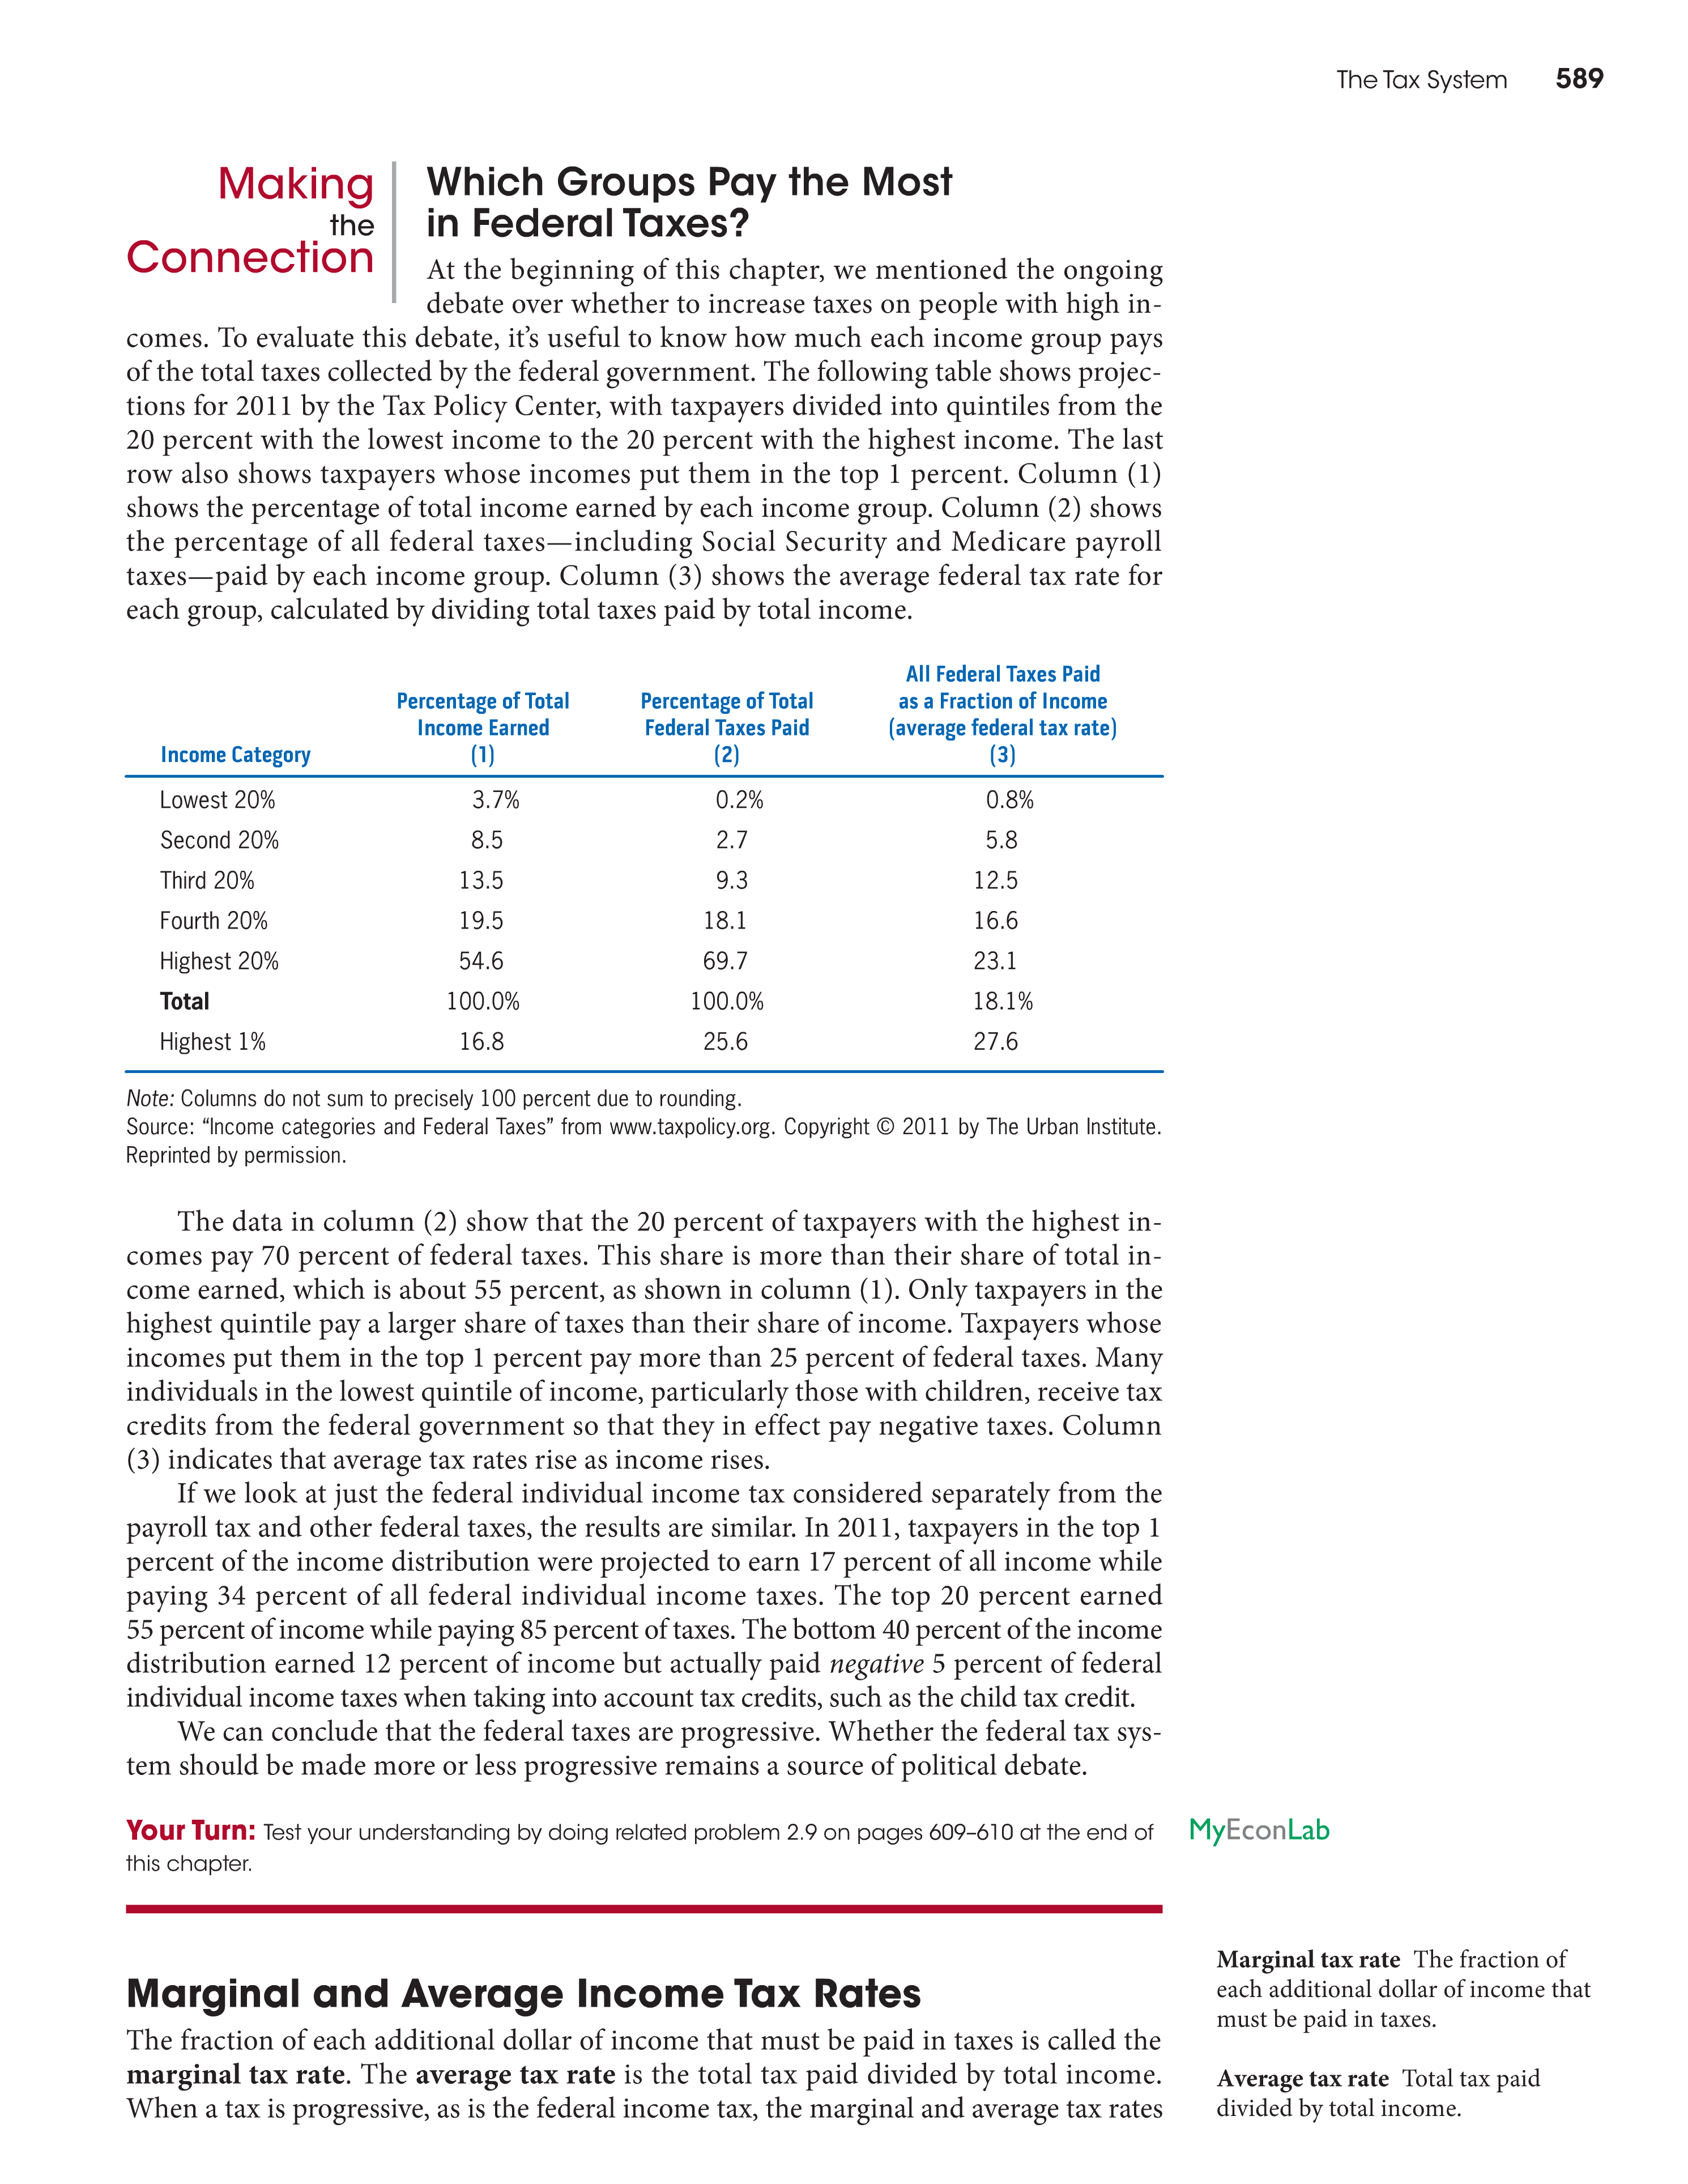 The Tax System 589
Making
the
Connection
Which Groups Pay the Most
in Federal Taxes?
At the beginning of this chapter, we mentioned the ongoing
debate over whether to increase taxes on people with high in-
comes. To evaluate this debate, it’s useful to know how much each income group pays
of the total taxes collected by the federal government. The following table shows projec-
tions for 2011 by the Tax Policy Center, with taxpayers divided into quintiles from the
20 percent with the lowest income to the 20 percent with the highest income. The last
row also shows taxpayers whose incomes put them in the top 1 percent. Column (1)
shows the percentage of total income earned by each income group. Column (2) shows
the percentage of all federal taxes—including Social Security and Medicare payroll
taxes—paid by each income group. Column (3) shows the average federal tax rate for
each group, calculated by dividing total taxes paid by total income.
Income Category
Percentage of Total
Income Earned
(1)
Percentage of Total
Federal Taxes Paid
(2)
All Federal Taxes Paid
as a Fraction of Income
(average federal tax rate)
(3)
Lowest 20% 3.7% 0.2% 0.8%
Second 20% 8.5 2.7 5.8
Third 20% 13.5 9.3 12.5
Fourth 20% 19.5 18.1 16.6
Highest 20% 54.6 69.7 23.1
Total 100.0% 100.0% 18.1%
Highest 1% 16.8 25.6 27.6
Note: Columns do not sum to precisely 100 percent due to rounding.
Source: “Income categories and Federal Taxes” from www.taxpolicy.org. Copyright © 2011 by The Urban Institute.
Reprinted by permission.
The data in column (2) show that the 20 percent of taxpayers with the highest in-
comes pay 70 percent of federal taxes. This share is more than their share of total in-
come earned, which is about 55 percent, as shown in column (1). Only taxpayers in the
highest quintile pay a larger share of taxes than their share of income. Taxpayers whose
incomes put them in the top 1 percent pay more than 25 percent of federal taxes. Many
individuals in the lowest quintile of income, particularly those with children, receive tax
credits from the federal government so that they in effect pay negative taxes. Column
(3) indicates that average tax rates rise as income rises.
If we look at just the federal individual income tax considered separately from the
payroll tax and other federal taxes, the results are similar. In 2011, taxpayers in the top 1
percent of the income distribution were projected to earn 17 percent of all income while
paying 34 percent of all federal individual income taxes. The top 20 percent earned
55 percent of income while paying 85 percent of taxes. The bottom 40 percent of the income
distribution earned 12 percent of income but actually paid negative 5 percent of federal
individual income taxes when taking into account tax credits, such as the child tax credit.
We can conclude that the federal taxes are progressive. Whether the federal tax sys-
tem should be made more or less progressive remains a source of political debate.
Your Turn: Test your understanding by doing related problem 2.9 on pages 609–610 at the end of
this chapter.
MyEconLab
Marginal and Average Income Tax Rates
The fraction of each additional dollar of income that must be paid in taxes is called the
marginal tax rate. The average tax rate is the total tax paid divided by total income.
When a tax is progressive, as is the federal income tax, the marginal and average tax rates
Marginal tax rate The fraction of
each additional dollar of income that
must be paid in taxes.
Average tax rate Total tax paid
divided by total income.